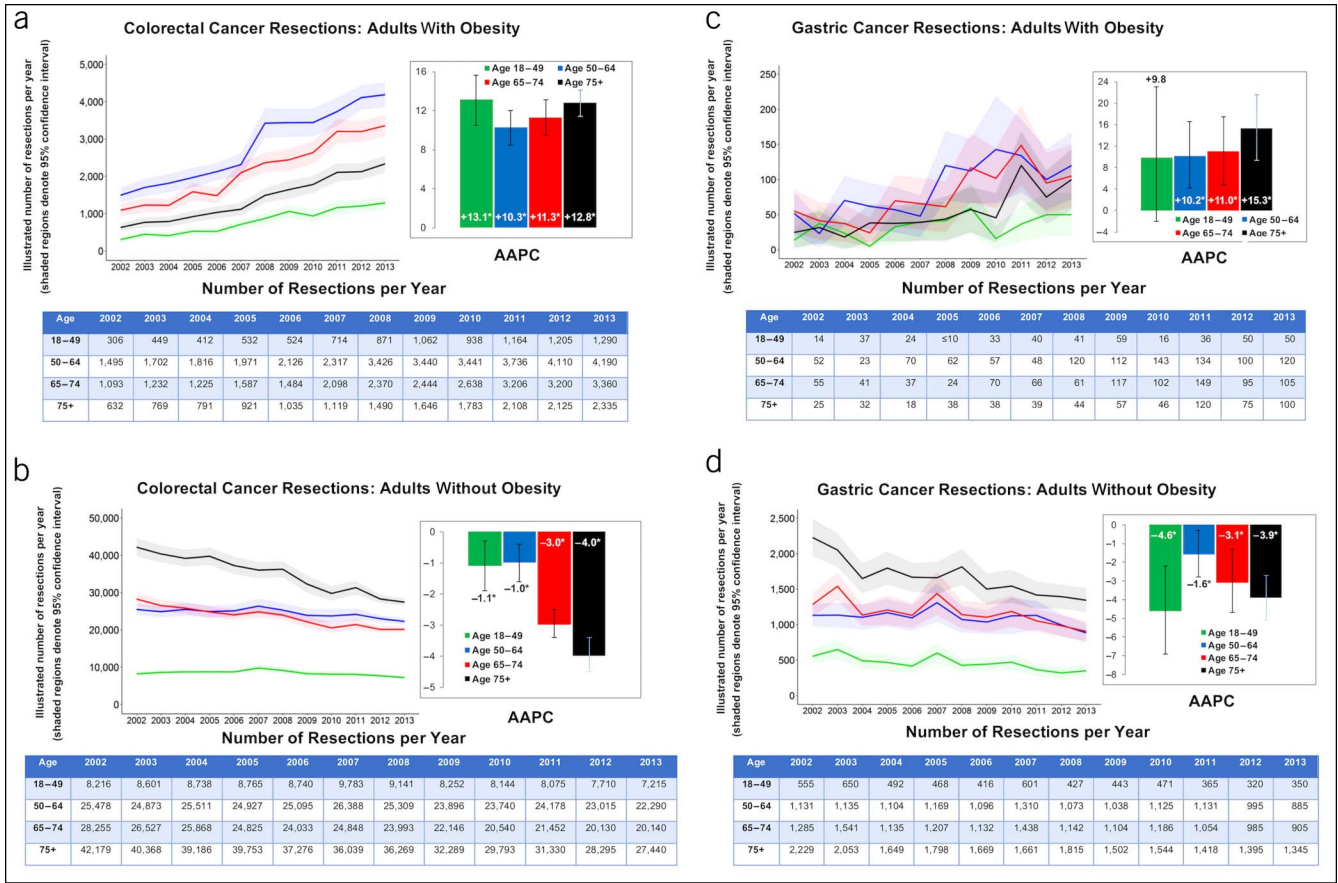 a
Colorectal Cancer Resections: Adults With Obesity
Illustrated number of resections per year
(shaded regions denote 95% confidence interval)
5,000
4,000
3,000
2,000
1,000
0
2002 2003 2004 2005 2006 2007 2008 2009 2010 2011 2012 2013
16
12
8
4
0
Age 18–49 Age 50–64
Age 65–74 Age 75+
+13.1* +10.3* +11.3* +12.8*
AAPC
Number of Resections per Year
Age 2002 2003 2004 2005 2006 2007 2008 2009 2010 2011 2012 2013
18–49 306 449 412 532 524 714 871 1,062 938 1,164 1,205 1,290
50–64 1,495 1,702 1,816 1,971 2,126 2,317 3,426 3,440 3,441 3,736 4,110 4,190
65–74 1,093 1,232 1,225 1,587 1,484 2,098 2,370 2,444 2,638 3,206 3,200 3,360
75+ 632 769 791 921 1,035 1,119 1,490 1,646 1,783 2,108 2,125 2,335
b
Colorectal Cancer Resections: Adults Without Obesity
Illustrated number of resections per year
(shaded regions denote 95% confidence interval)
50,000
40,000
30,000
20,000
10,000
0
2002 2003 2004 2005 2006 2007 2008 2009 2010 2011 2012 2013
0
−1
−2
−3
−4
−5
−1.1* −1.0* −3.0* −4.0*
Age 18–49
Age 50–64
Age 65–74
Age 75+
AAPC
Number of Resections per Year
Age 2002 2003 2004 2005 2006 2007 2008 2009 2010 2011 2012 2013
18–49 8,216 8,601 8,738 8,765 8,740 9,783 9,141 8,252 8,144 8,075 7,710 7,215
50–64 25,478 24,873 25,511 24,927 25,095 26,388 25,309 23,896 23,740 24,178 23,015 22,290
65–74 28,255 26,527 25,868 24,825 24,033 24,848 23,993 22,146 20,540 21,452 20,130 20,140
75+ 42,179 40,368 39,186 39,753 37,276 36,039 36,269 32,289 29,793 31,330 28,295 27,440
c
Gastric Cancer Resections: Adults With Obesity
Illustrated number of resections per year
(shaded regions denote 95% confidence interval)
250
200
150
100
50
0
2002 2003 2004 2005 2006 2007 2008 2009 2010 2011 2012 2013
24
20
16
12
8
4
0
−4
+9.8
+10.2* +11.0* +15.3*
Age 18–49 Age 50–64
Age 65–74 Age 75+
AAPC
Number of Resections per Year
Age 2002 2003 2004 2005 2006 2007 2008 2009 2010 2011 2012 2013
18–49 14 37 24 ≤10 33 40 41 59 16 36 50 50
50–64 52 23 70 62 57 48 120 112 143 134 100 120
65–74 55 41 37 24 70 66 61 117 102 149 95 105
75+ 25 32 18 38 38 39 44 57 46 120 75 100
d
Gastric Cancer Resections: Adults Without Obesity
Illustrated number of resections per year
(shaded regions denote 95% confidence interval)
2,500
2,000
1,500
1,000
500
0
2002 2003 2004 2005 2006 2007 2008 2009 2010 2011 2012 2013
0
−1
−2
−3
−4
−5
−6
−7
−8
−4.6* −1.6* −3.1* −3.9*
Age 18–49
Age 50–64
Age 65–74
Age 75+
AAPC
Number of Resections per Year
Age 2002 2003 2004 2005 2006 2007 2008 2009 2010 2011 2012 2013
18–49 555 650 492 468 416 601 427 443 471 365 320 350
50–64 1,131 1,135 1,104 1,169 1,096 1,310 1,073 1,038 1,125 1,131 995 885
65–74 1,285 1,541 1,135 1,207 1,132 1,438 1,142 1,104 1,186 1,054 985 905
75+ 2,229 2,053 1,649 1,798 1,669 1,661 1,815 1,502 1,544 1,418 1,395 1,345